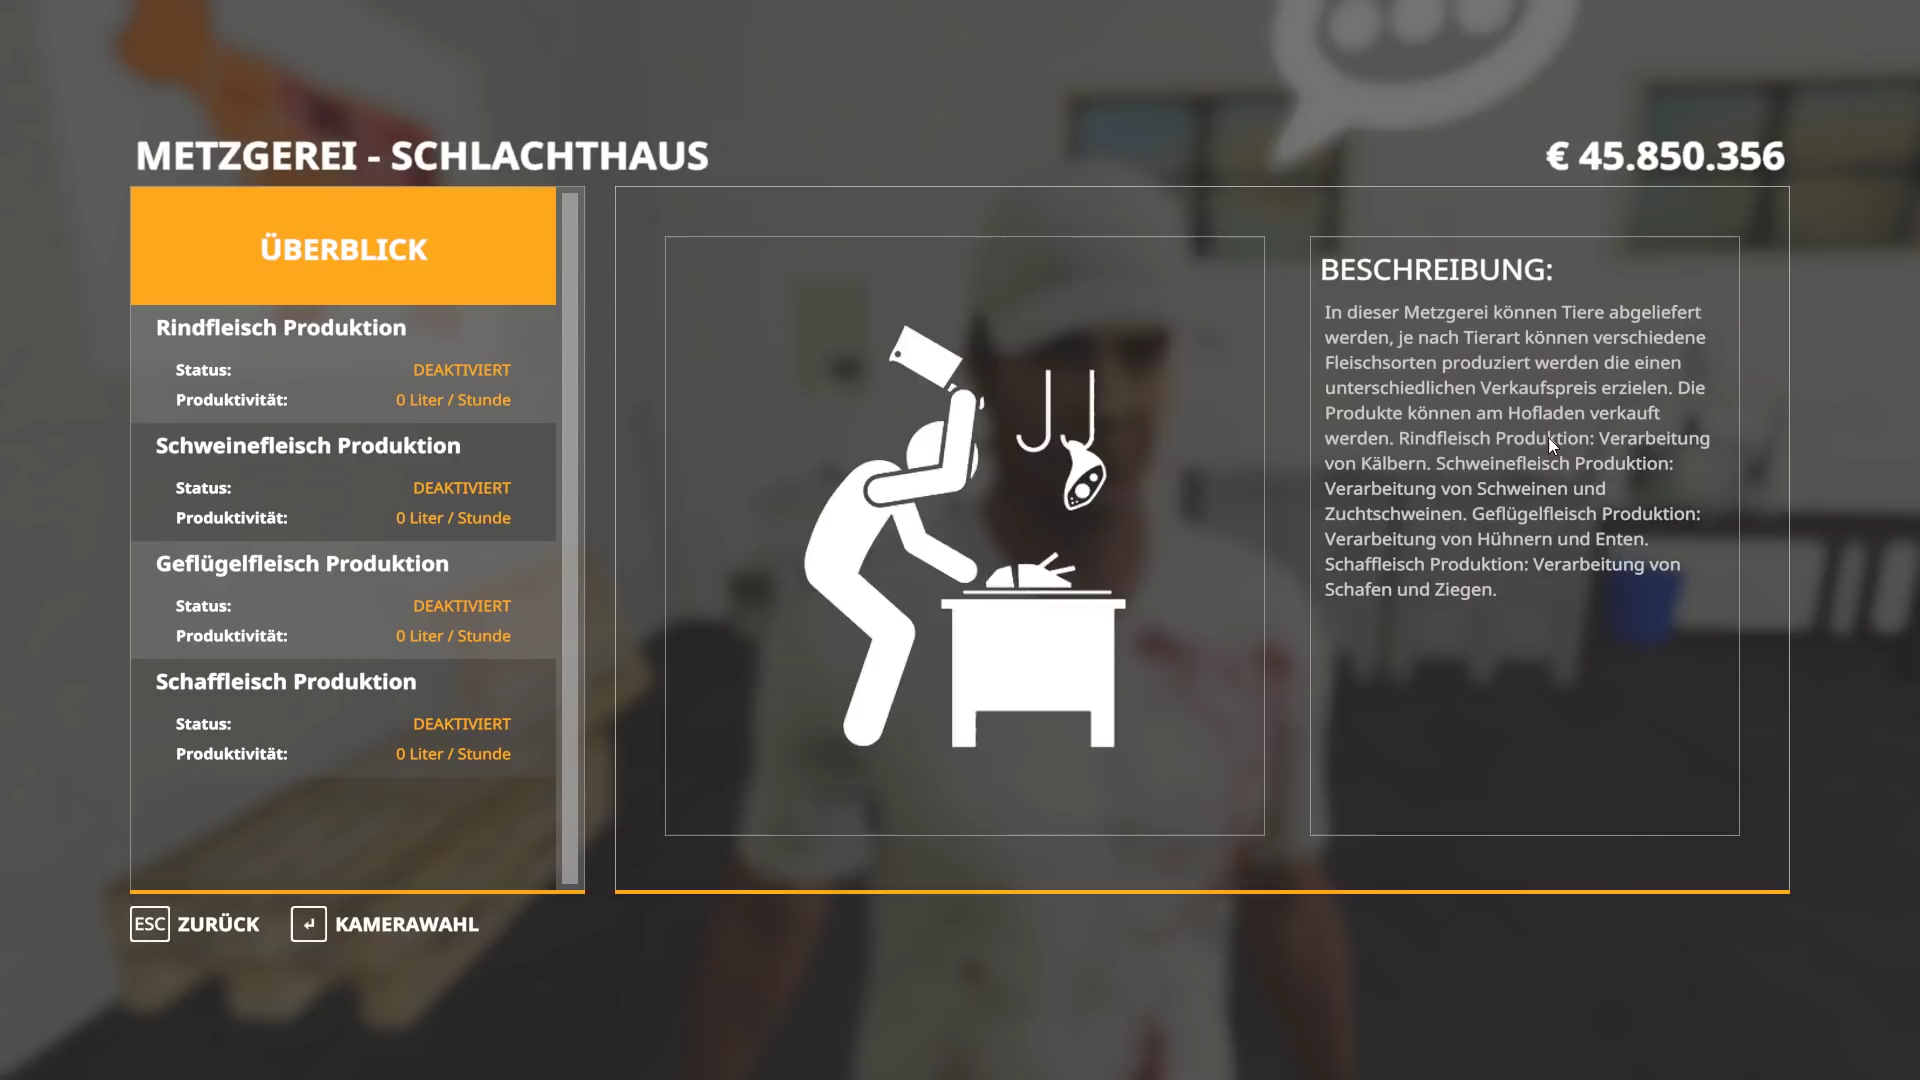 METZGEREI - SCHLACHTHAUS
€ 45.850.356
ÜBERBLICK
Rindfleisch Produktion
Status: DEAKTIVIERT
Produktivität: 0 Liter / Stunde
Schweinefleisch Produktion
Status: DEAKTIVIERT
Produktivität: 0 Liter / Stunde
Geflügelfleisch Produktion
Status: DEAKTIVIERT
Produktivität: 0 Liter / Stunde
Schaffleisch Produktion
Status: DEAKTIVIERT
Produktivität: 0 Liter / Stunde
BESCHREIBUNG:
In dieser Metzgerei können Tiere abgeliefert
werden, je nach Tierart können verschiedene
Fleischsorten produziert werden die einen
unterschiedlichen Verkaufspreis erzielen. Die
Produkte können am Hofladen verkauft
werden. Rindfleisch Produktion: Verarbeitung
von Kälbern. Schweinefleisch Produktion:
Verarbeitung von Schweinen und
Zuchtschweinen. Geflügelfleisch Produktion:
Verarbeitung von Hühnern und Enten.
Schaffleisch Produktion: Verarbeitung von
Schafen und Ziegen.
ESC ZURÜCK
KAMERAWAHL